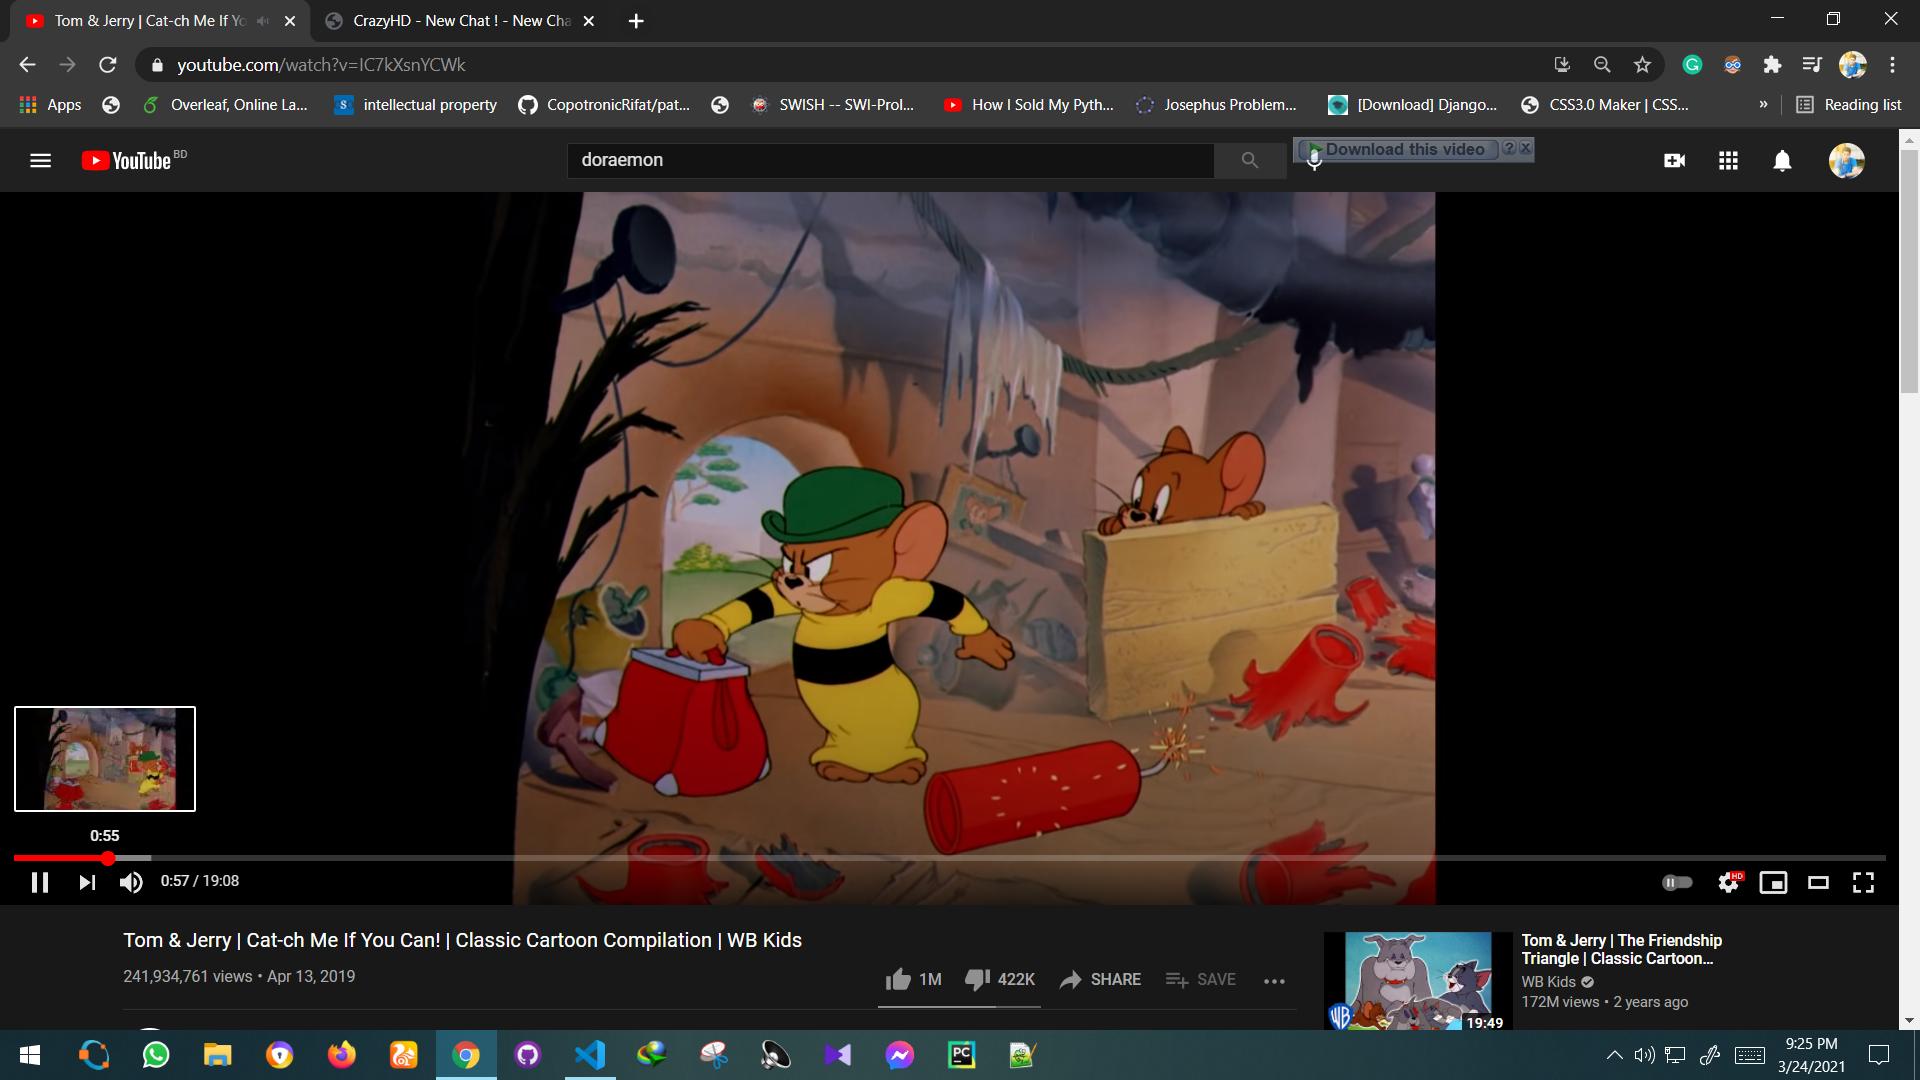 Tom & Jerry | Cat-ch Me If Yo
CrazyHD - New Chat ! - New Cha
youtube.com/watch?v=IC7kXsnYCWk
Apps
Overleaf, Online La...
S
intellectual property
CopotronicRifat/pat...
SWISH -- SWI-Prol...
How I Sold My Pyth...
Josephus Problem...
[Download] Django...
CSS3.0 Maker | CSS...
»
Reading list
YouTube BD
doraemon
Download this video ? x
0:55
0:57 / 19:08
HD
Tom & Jerry | Cat-ch Me If You Can! | Classic Cartoon Compilation | WB Kids
241,934,761 views • Apr 13, 2019
1M
422K
SHARE
SAVE
WB
19:49
Tom & Jerry | The Friendship
Triangle | Classic Cartoon...
WB Kids
172M views • 2 years ago
PC
9:25 PM
3/24/2021